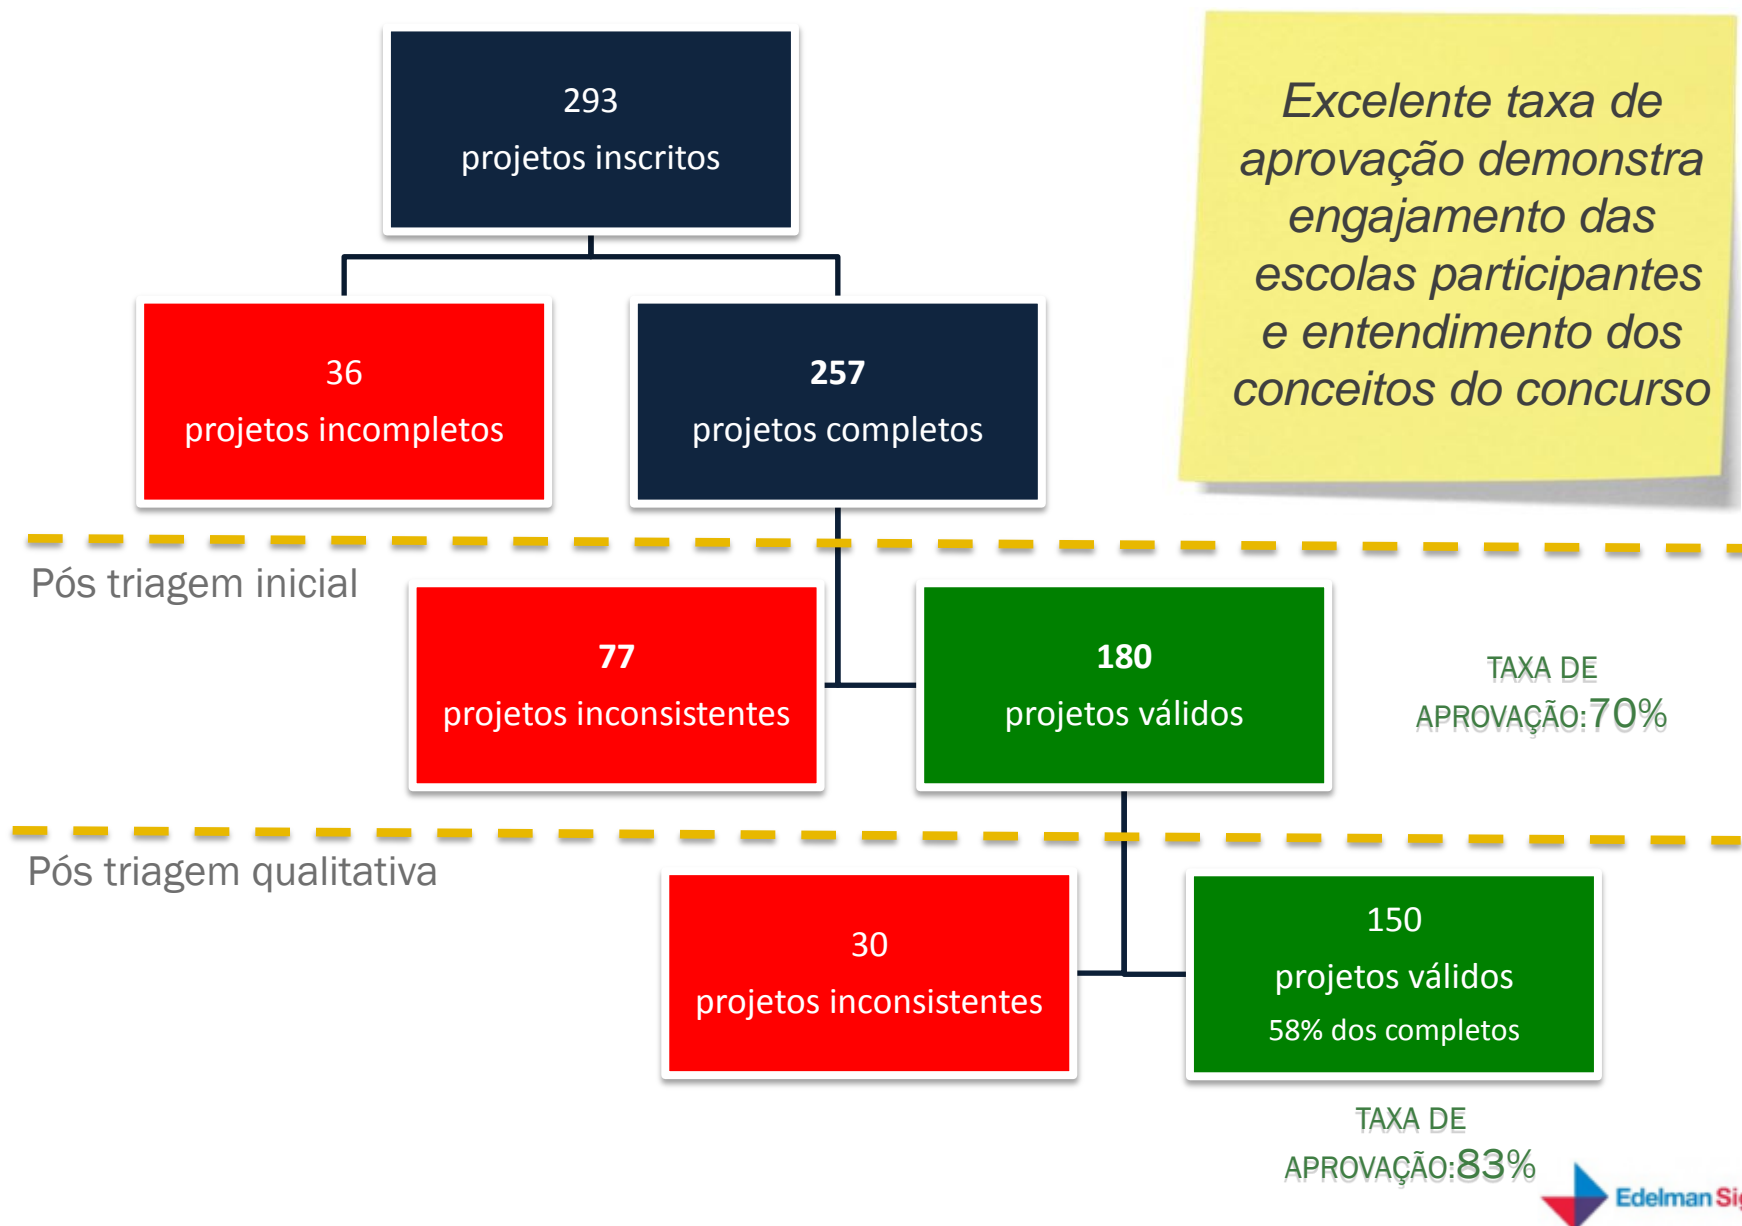 293
projetos inscritos
Excelente taxa de
aprovação demonstra
engajamento das
escolas participantes
e entendimento dos
conceitos do concurso
36
projetos incompletos
257
projetos completos
Pós triagem inicial
77
projetos inconsistentes
180
projetos válidos
TAXA DE
APROVAÇÃO:70%
Pós triagem qualitativa
30
projetos inconsistentes
150
projetos válidos
58% dos completos
TAXA DE
APROVAÇÃO:83%
Edelman Sig